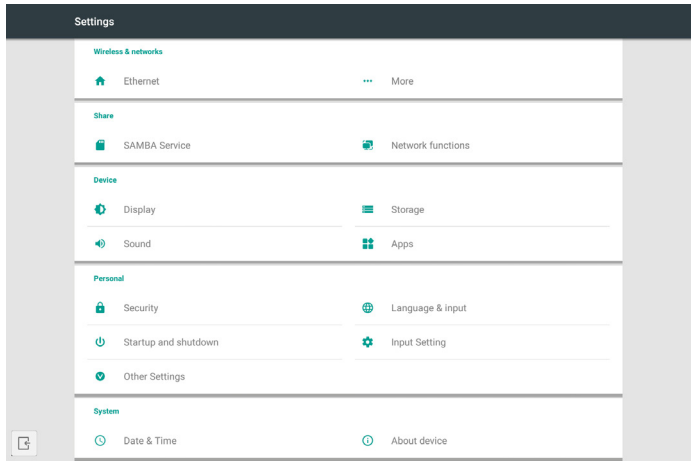 Settings
Wireless & networks
Ethernet
More
Share
SAMBA Service
Network functions
Device
Display
Storage
Sound
Apps
Personal
Security
Language & input
Startup and shutdown
Input Setting
Other Settings
System
Date & Time
About device